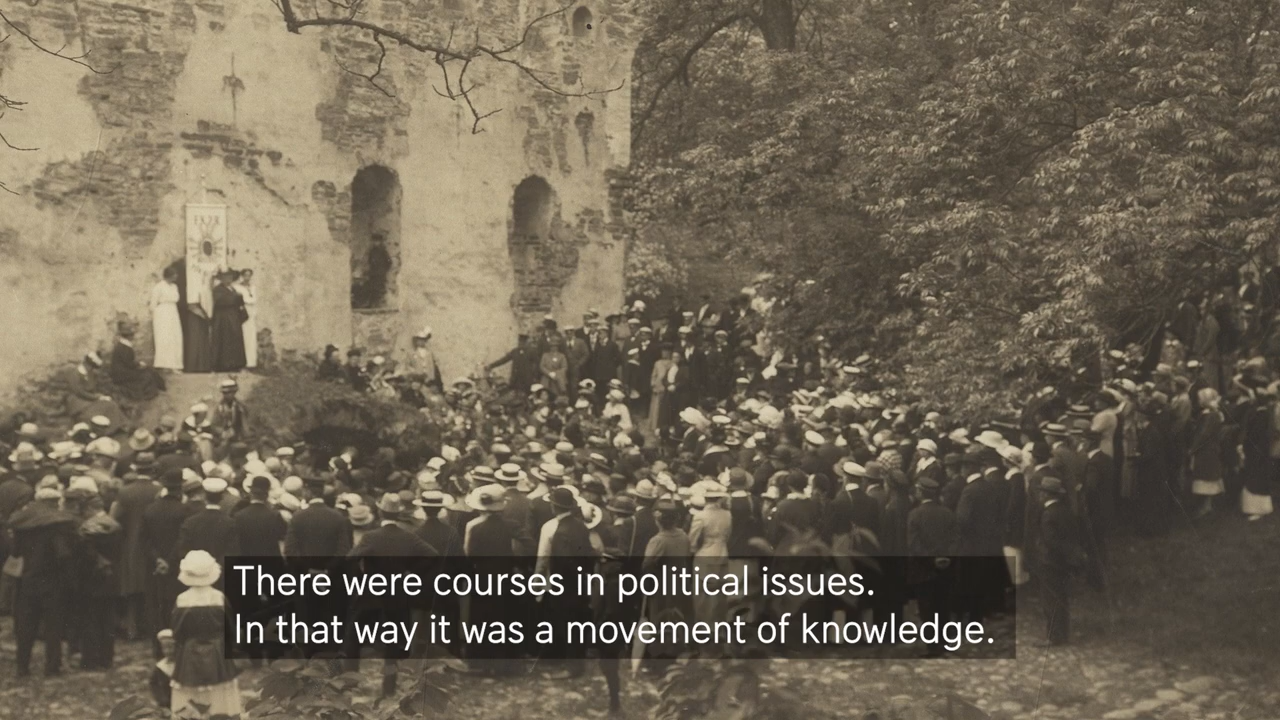 There were courses in political issues.
In that way it was a movement of knowledge.